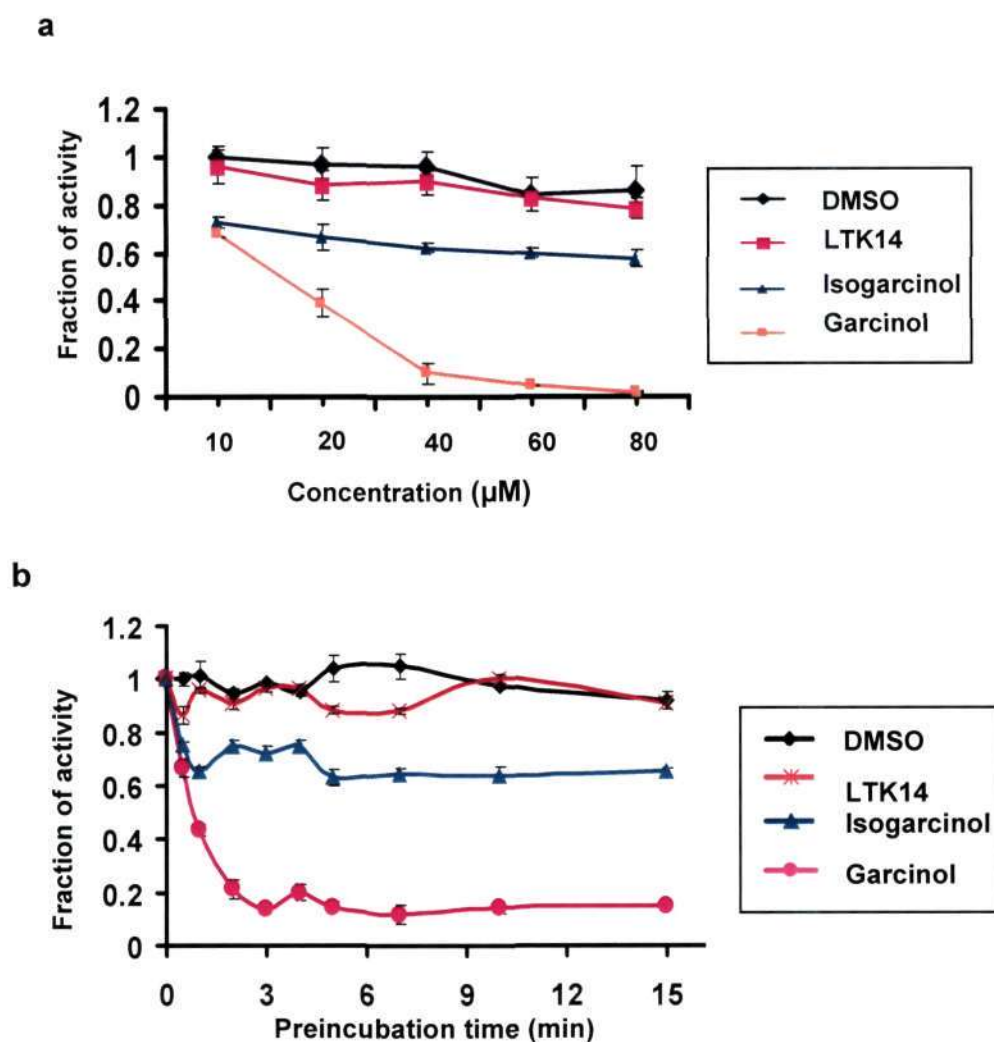 a
1.2
1
0.8
0.6
0.4
0.2
0
Fraction of activity
10 20 40 60 80
Concentration (µM)
DMSO
LTK14
Isogarcinol
Garcinol
b
1.2
1
0.8
0.6
0.4
0.2
0
Fraction of activity
0 3 6 9 12 15
Preincubation time (min)
DMSO
LTK14
Isogarcinol
Garcinol